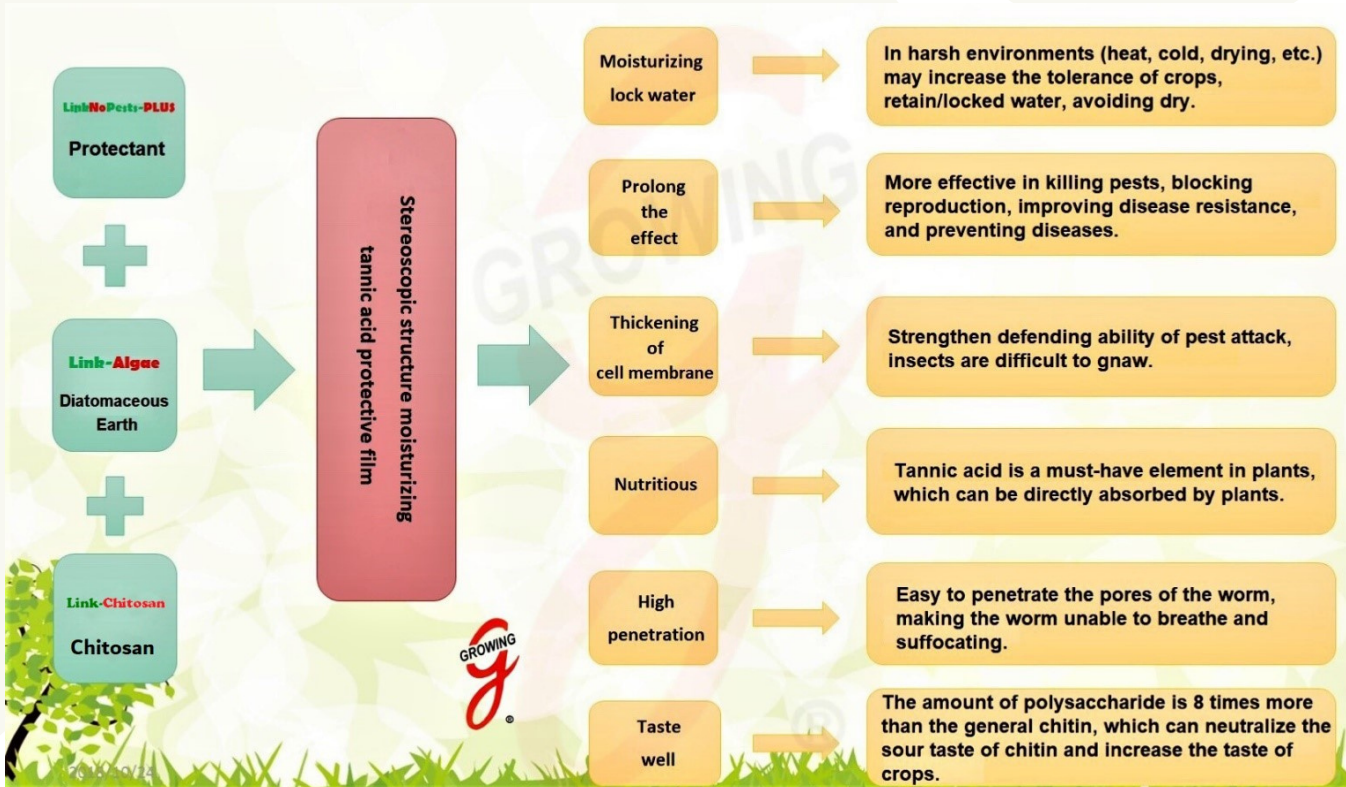 LinkNoPests-PLUS
Protectant
Link-Algae
Diatomaceous
Earth
Link-Chitosan
Chitosan
Stereoscopic structure moisturizing
tannic acid protective film
GROWING
®
Moisturizing
lock water
In harsh environments (heat, cold, drying, etc.)
may increase the tolerance of crops,
retain/locked water, avoiding dry.
Prolong
the
effect
More effective in killing pests, blocking
reproduction, improving disease resistance,
and preventing diseases.
Thickening
of
cell membrane
Strengthen defending ability of pest attack,
insects are difficult to gnaw.
Nutritious
Tannic acid is a must-have element in plants,
which can be directly absorbed by plants.
High
penetration
Easy to penetrate the pores of the worm,
making the worm unable to breathe and
suffocating.
Taste
well
The amount of polysaccharide is 8 times more
than the general chitin, which can neutralize the
sour taste of chitin and increase the taste of
crops.
GROWING
®